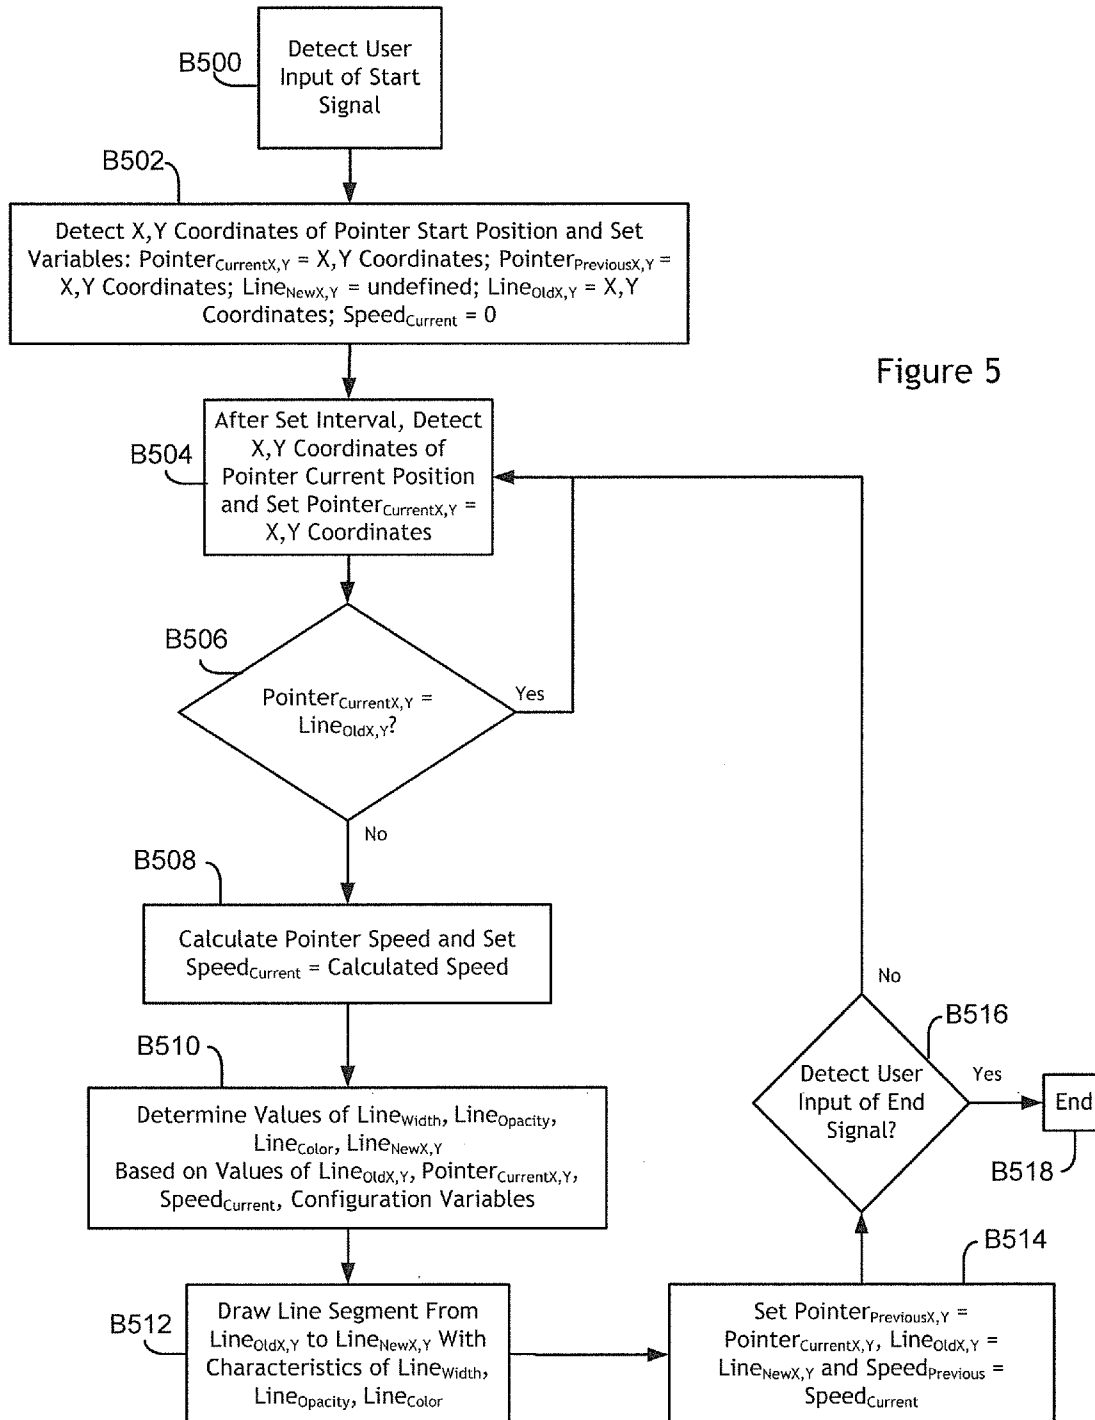 B500
Detect User
Input of Start
Signal
B502
Detect X,Y Coordinates of Pointer Start Position and Set
Variables: PointerCurrentX,Y = X,Y Coordinates; PointerPreviousX,Y =
X,Y Coordinates; LineNewX,Y = undefined; LineOldX,Y = X,Y
Coordinates; SpeedCurrent = 0
Figure 5
B504
After Set Interval, Detect
X,Y Coordinates of
Pointer Current Position
and Set PointerCurrentX,Y =
X,Y Coordinates
B506
PointerCurrentX,Y =
LineOldX,Y?
Yes
No
B508
Calculate Pointer Speed and Set
SpeedCurrent = Calculated Speed
B510
Determine Values of LineWidth, LineOpacity,
LineColor, LineNewX,Y
Based on Values of LineOldX,Y, PointerCurrentX,Y,
SpeedCurrent, Configuration Variables
B512
Draw Line Segment From
LineOldX,Y to LineNewX,Y With
Characteristics of LineWidth,
LineOpacity, LineColor
B514
Set PointerPreviousX,Y =
PointerCurrentX,Y, LineOldX,Y =
LineNewX,Y and SpeedPrevious =
SpeedCurrent
B516
Detect User
Input of End
Signal?
No
Yes
End
B518